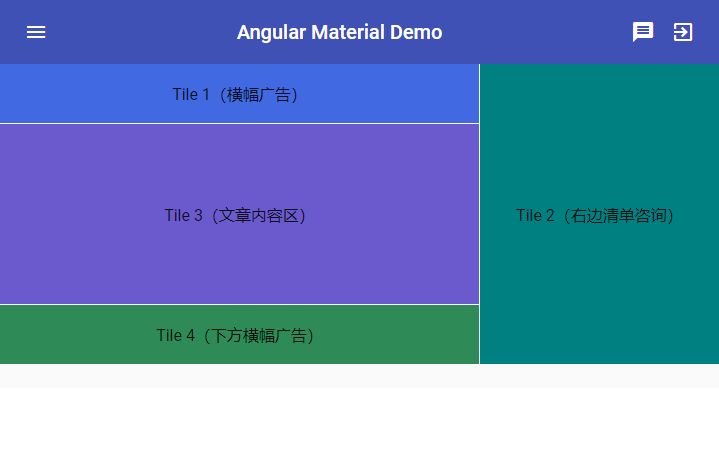 Angular Material Demo
Tile 1（横幅广告）
Tile 3（文章内容区）
Tile 2（右边清单咨询）
Tile 4（下方横幅广告）